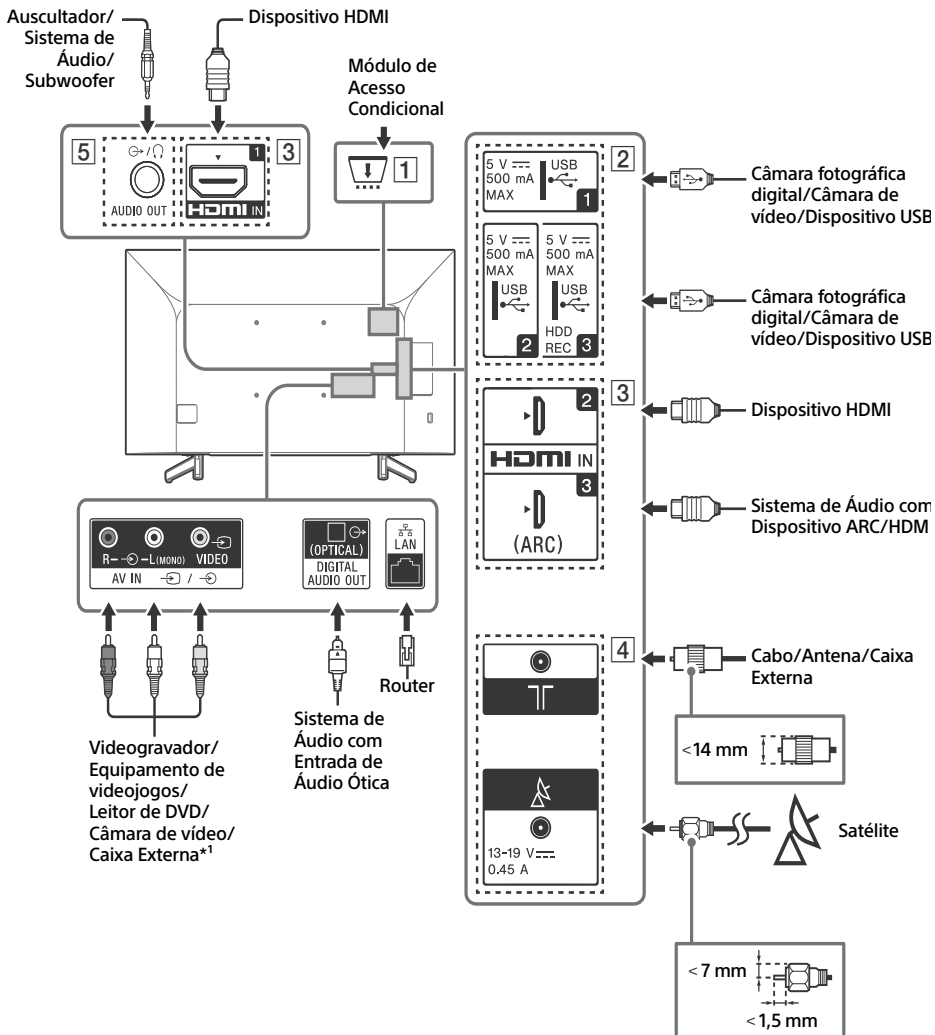 Auscultador/
Sistema de
Áudio/
Subwoofer
Dispositivo HDMI
Módulo de
Acesso
Condicional
5
AUDIO OUT
1
3
HDMI IN
1
2
5 V
500 mA
MAX
USB
1
Câmara fotográfica
digital/Câmara de
vídeo/Dispositivo USB
5 V
500 mA
MAX
USB
2
5 V
500 mA
MAX
USB
HDD
REC 3
Câmara fotográfica
digital/Câmara de
vídeo/Dispositivo USB
3
2
HDMI IN
3
(ARC)
Dispositivo HDMI
Sistema de Áudio com
Dispositivo ARC/HDM
R
L(MONO)
VIDEO
AV IN
/
(OPTICAL)
DIGITAL
AUDIO OUT
LAN
Videogravador/
Equipamento de
videojogos/
Leitor de DVD/
Câmara de vídeo/
Caixa Externa*1
Sistema de
Áudio com
Entrada de
Áudio Ótica
Router
4
Cabo/Antena/Caixa
Externa
<14 mm
13-19 V
0.45 A
Satélite
<7 mm
<1,5 mm